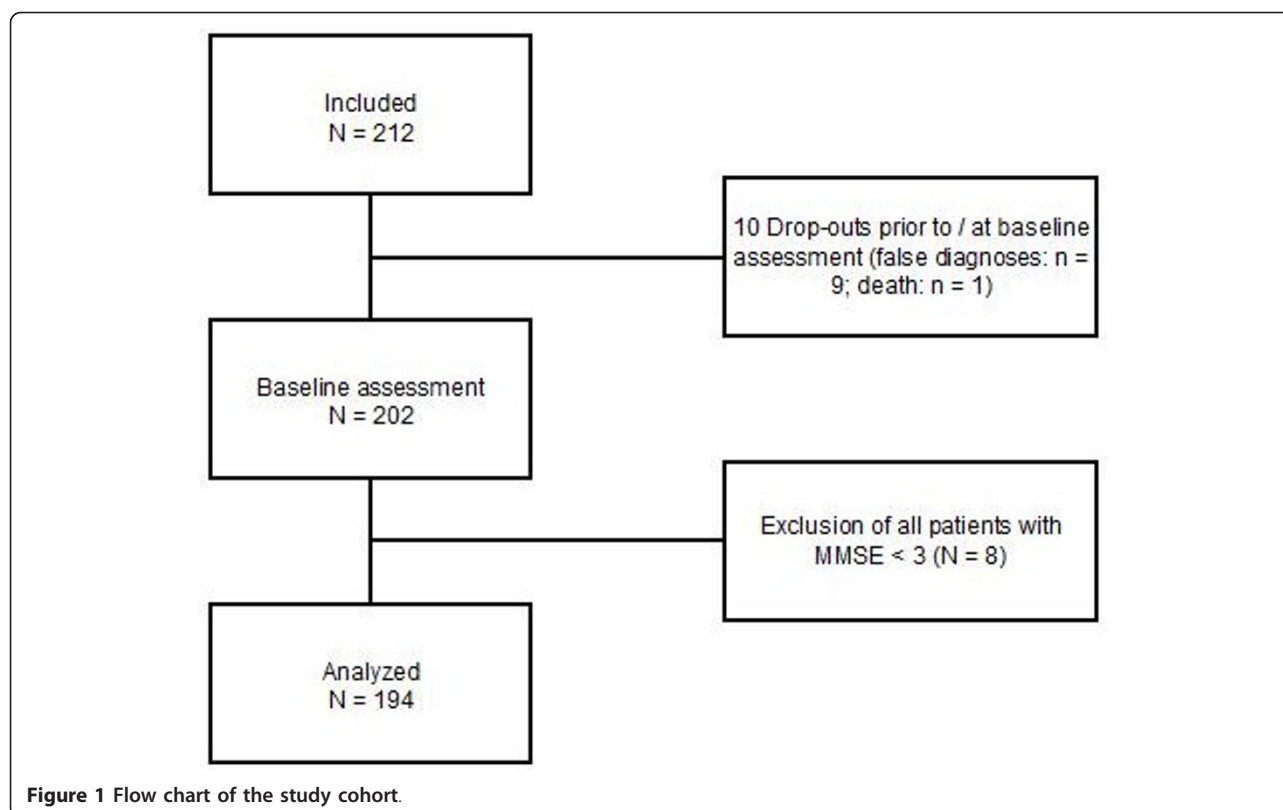 Included
N = 212
10 Drop-outs prior to / at baseline
assessment (false diagnoses: n =
9; death: n = 1)
Baseline assessment
N = 202
Exclusion of all patients with
MMSE < 3 (N = 8)
Analyzed
N = 194
Figure 1 Flow chart of the study cohort.